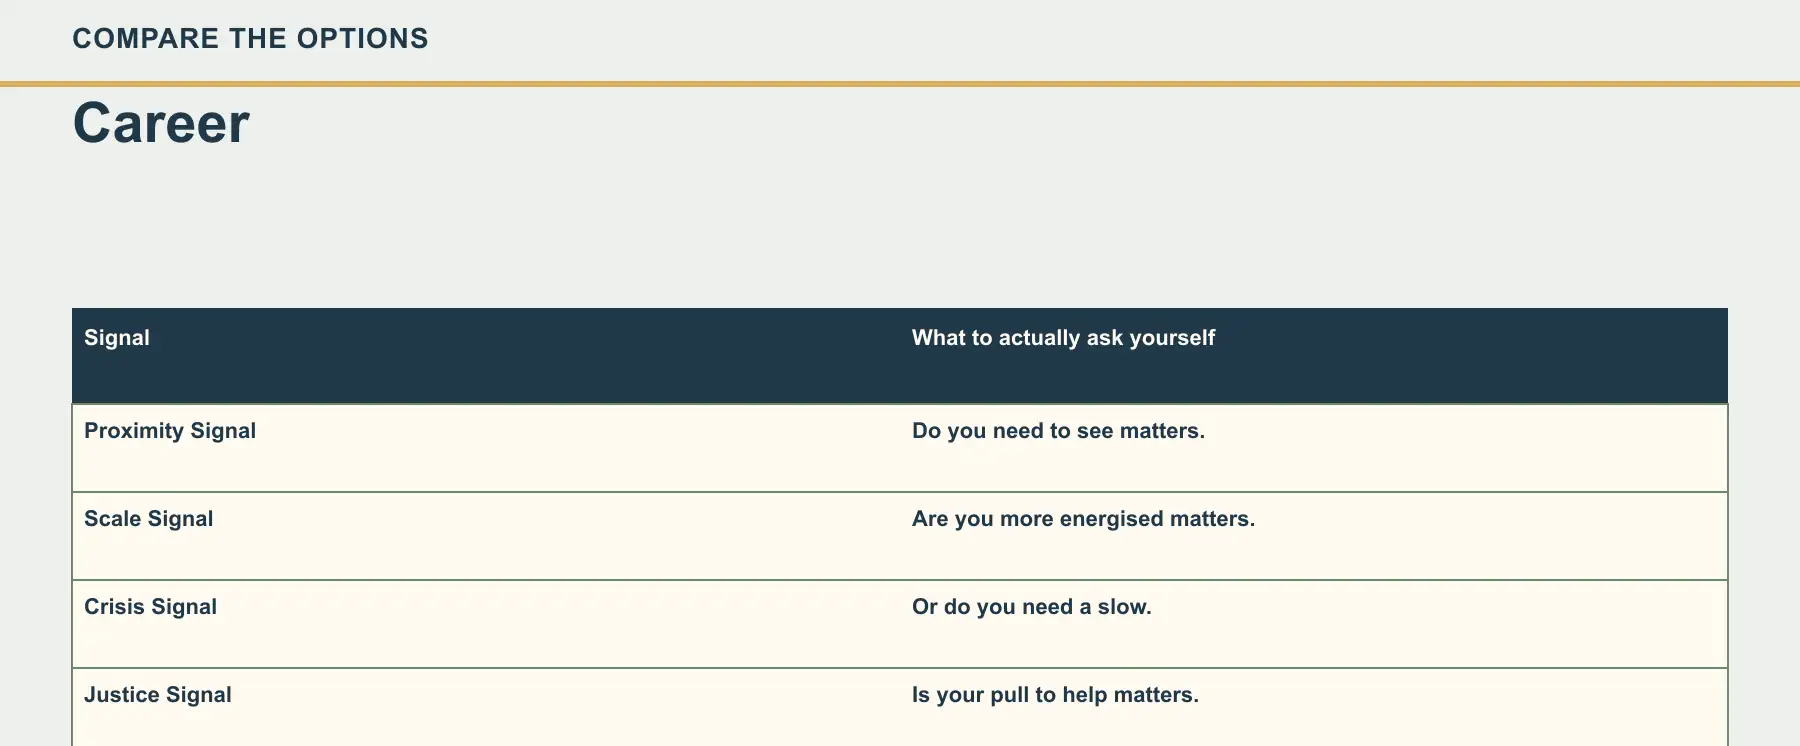 COMPARE THE OPTIONS
Career
Signal What to actually ask yourself
Proximity Signal Do you need to see matters.
Scale Signal Are you more energised matters.
Crisis Signal Or do you need a slow.
Justice Signal Is your pull to help matters.